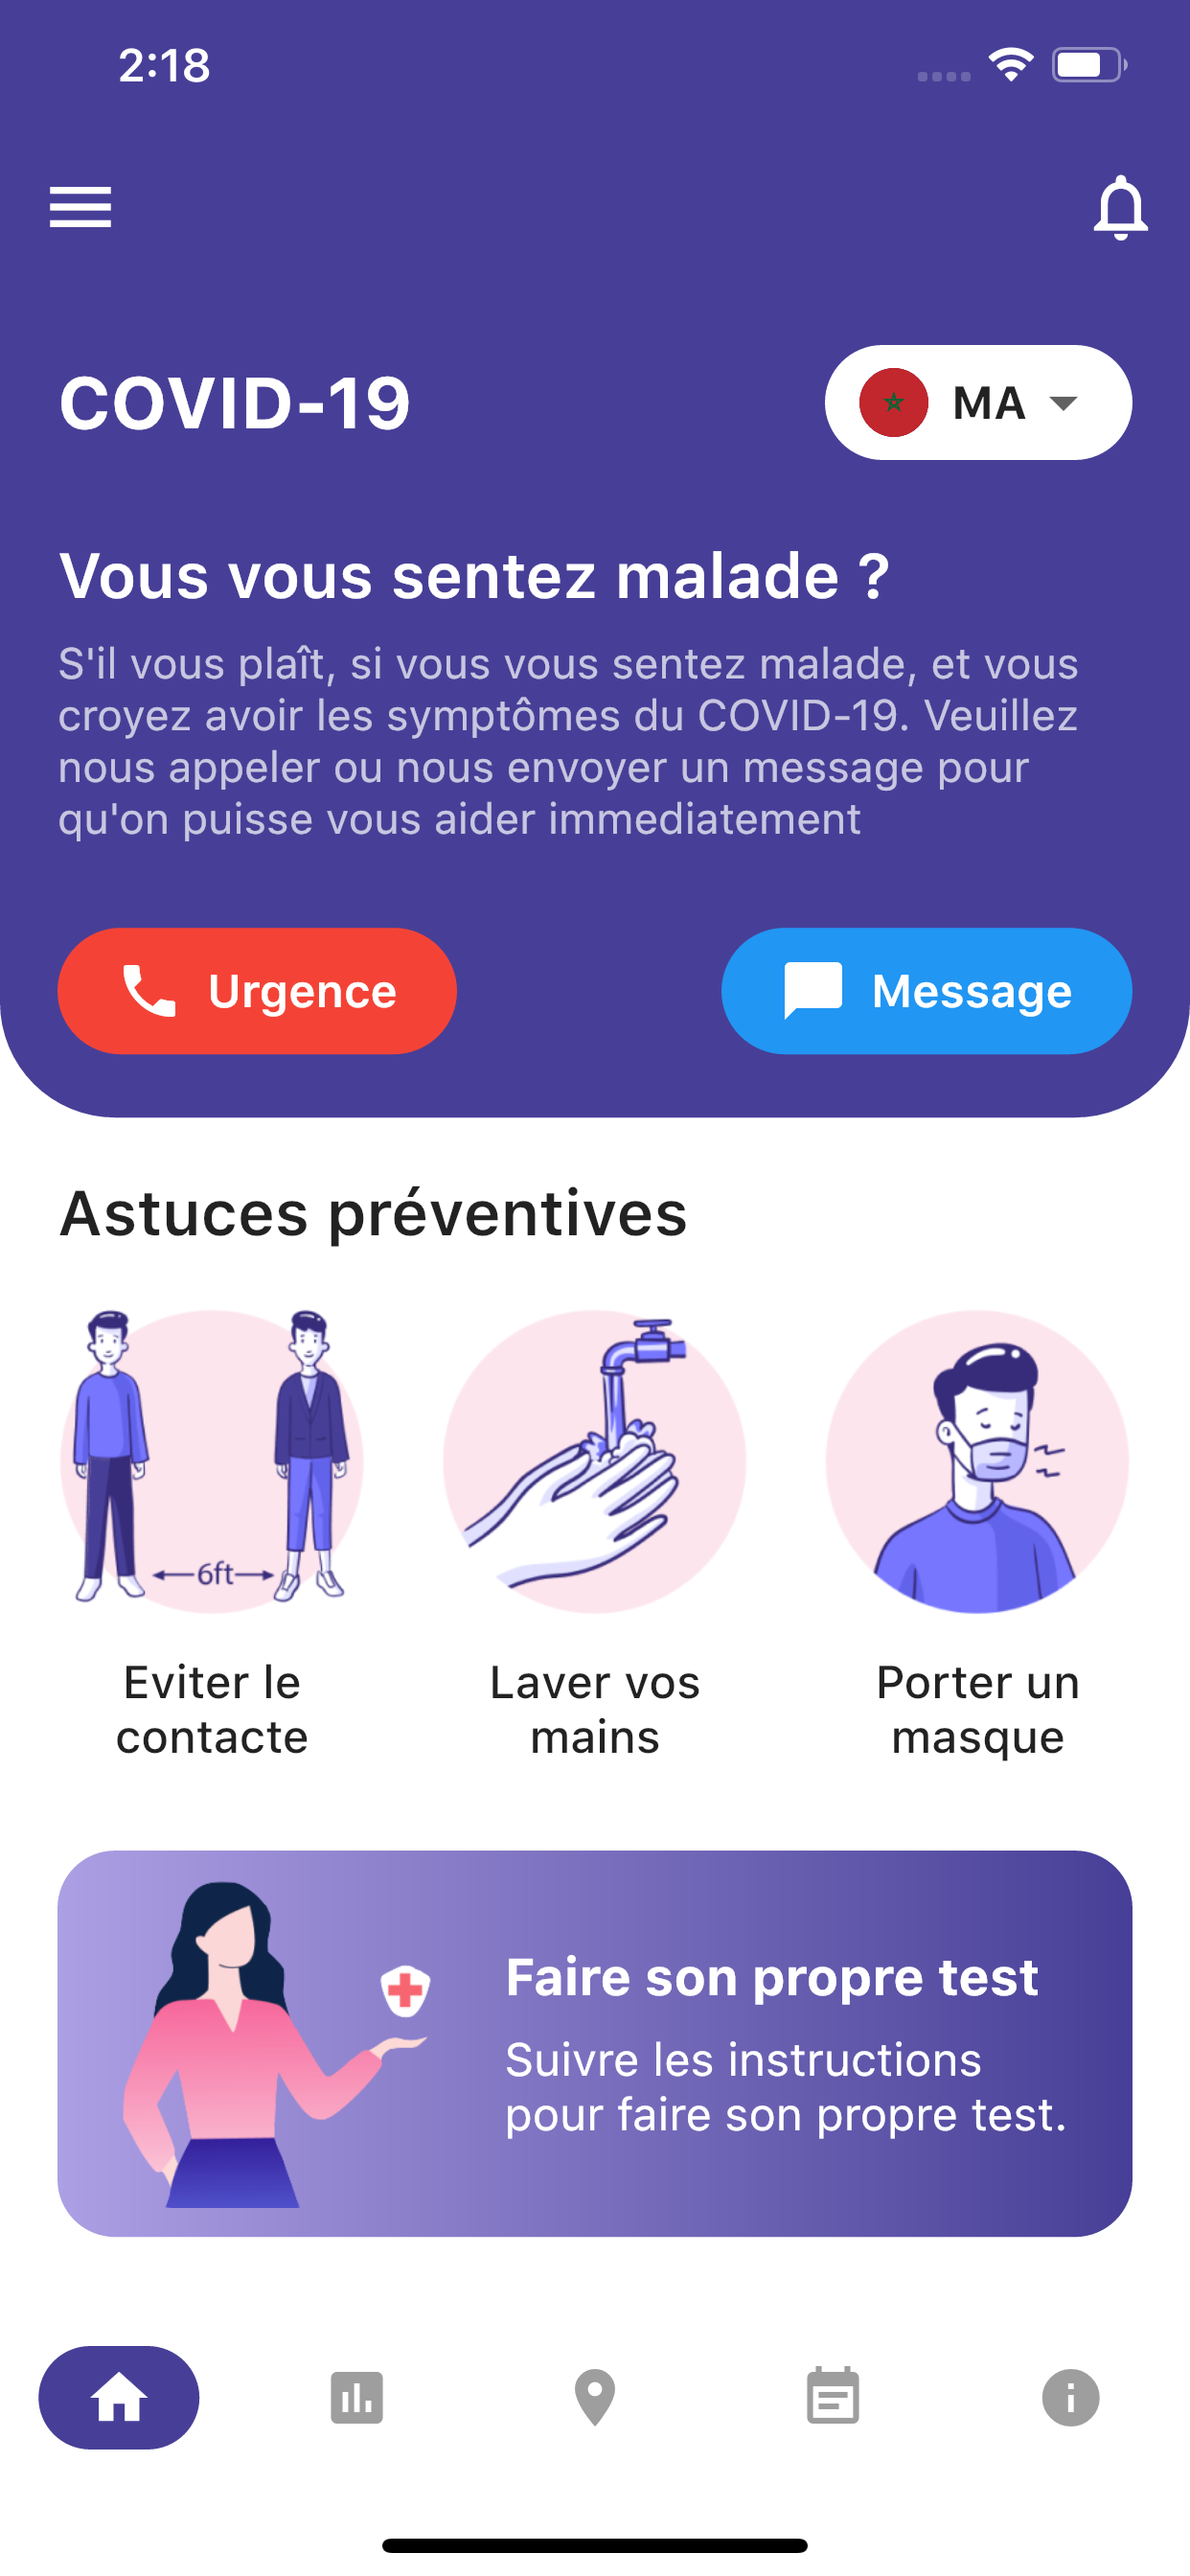 2:18
COVID-19
MA
Vous vous sentez malade ?
S'il vous plaît, si vous vous sentez malade, et vous
croyez avoir les symptômes du COVID-19. Veuillez
nous appeler ou nous envoyer un message pour
qu'on puisse vous aider immediatement
Urgence
Message
Astuces préventives
6ft
Eviter le
contacte
Laver vos
mains
Porter un
masque
Faire son propre test
Suivre les instructions
pour faire son propre test.